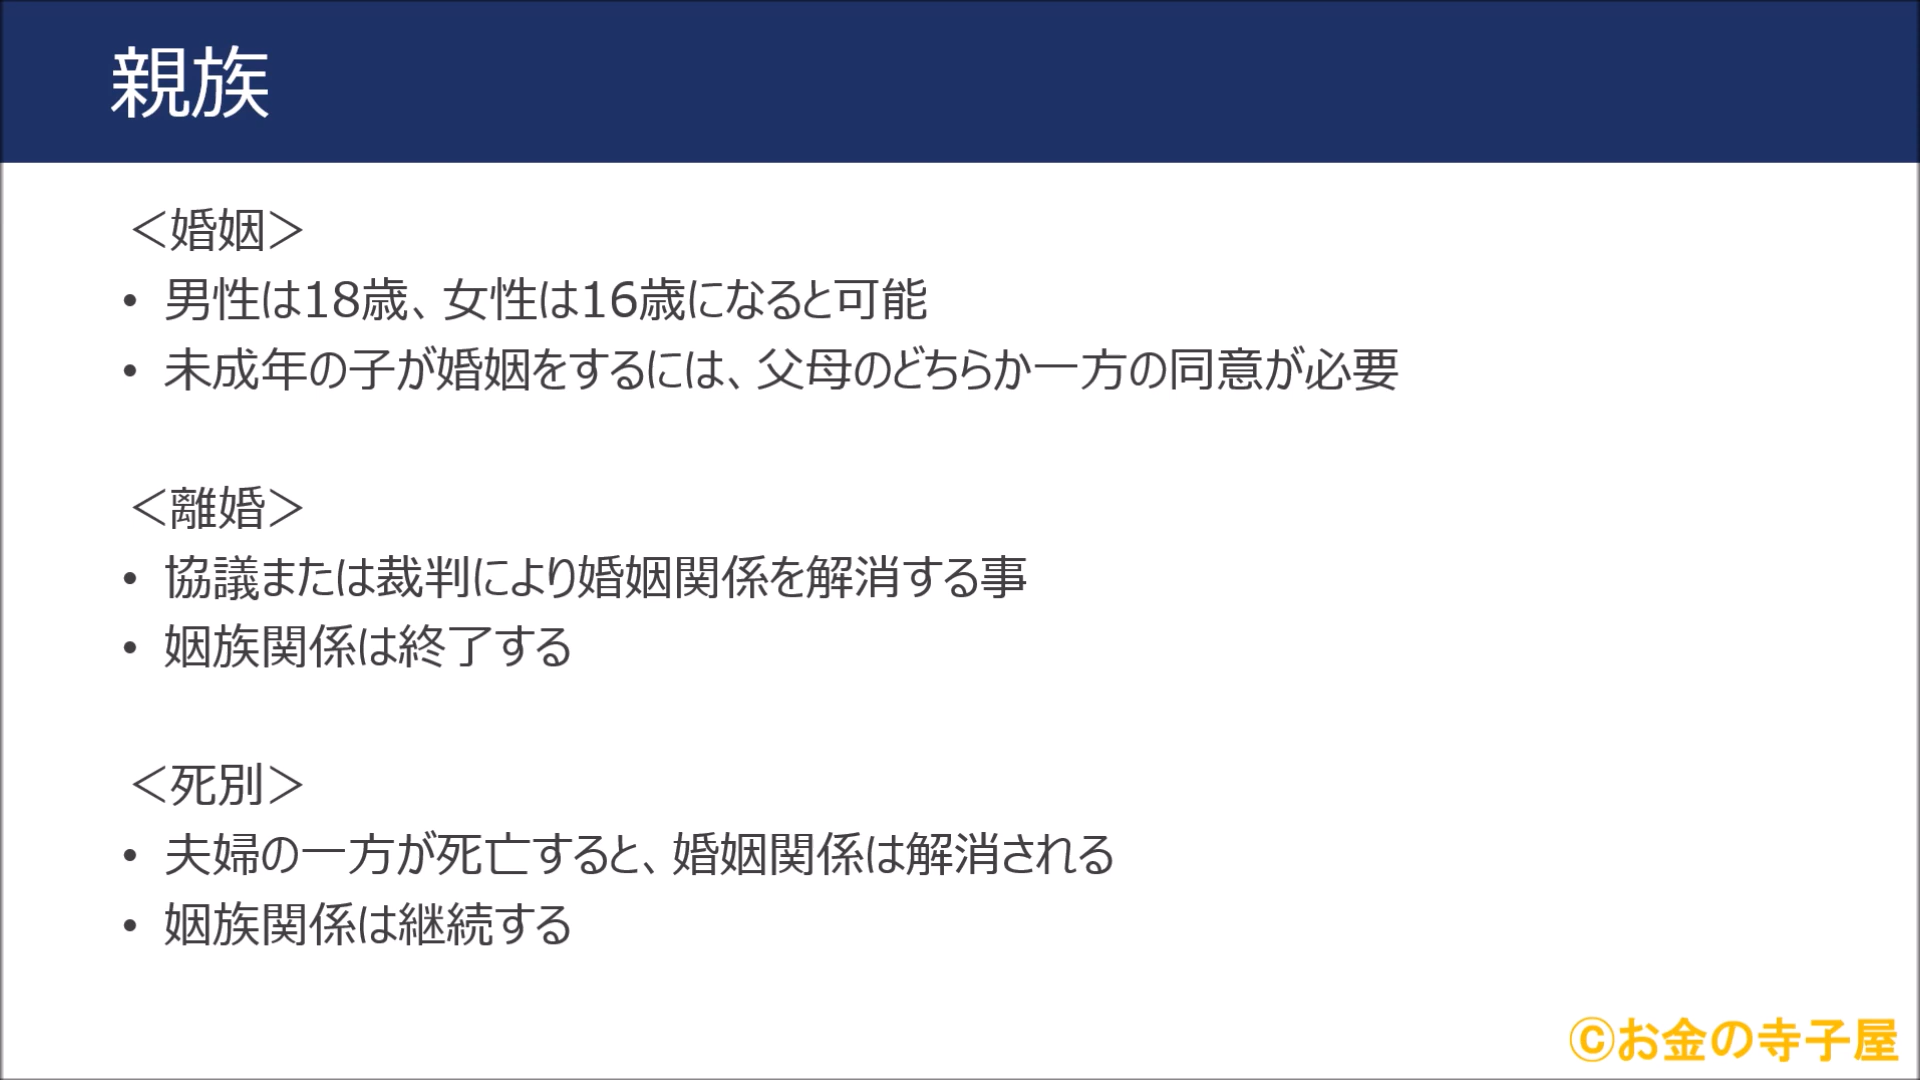 親族
＜婚姻＞
• 男性は18歳、女性は16歳になると可能
• 未成年の子が婚姻をするには、父母のどちらか一方の同意が必要
＜離婚＞
• 協議または裁判により婚姻関係を解消する事
• 姻族関係は終了する
＜死別＞
• 夫婦の一方が死亡すると、婚姻関係は解消される
• 姻族関係は継続する
©お金の寺子屋